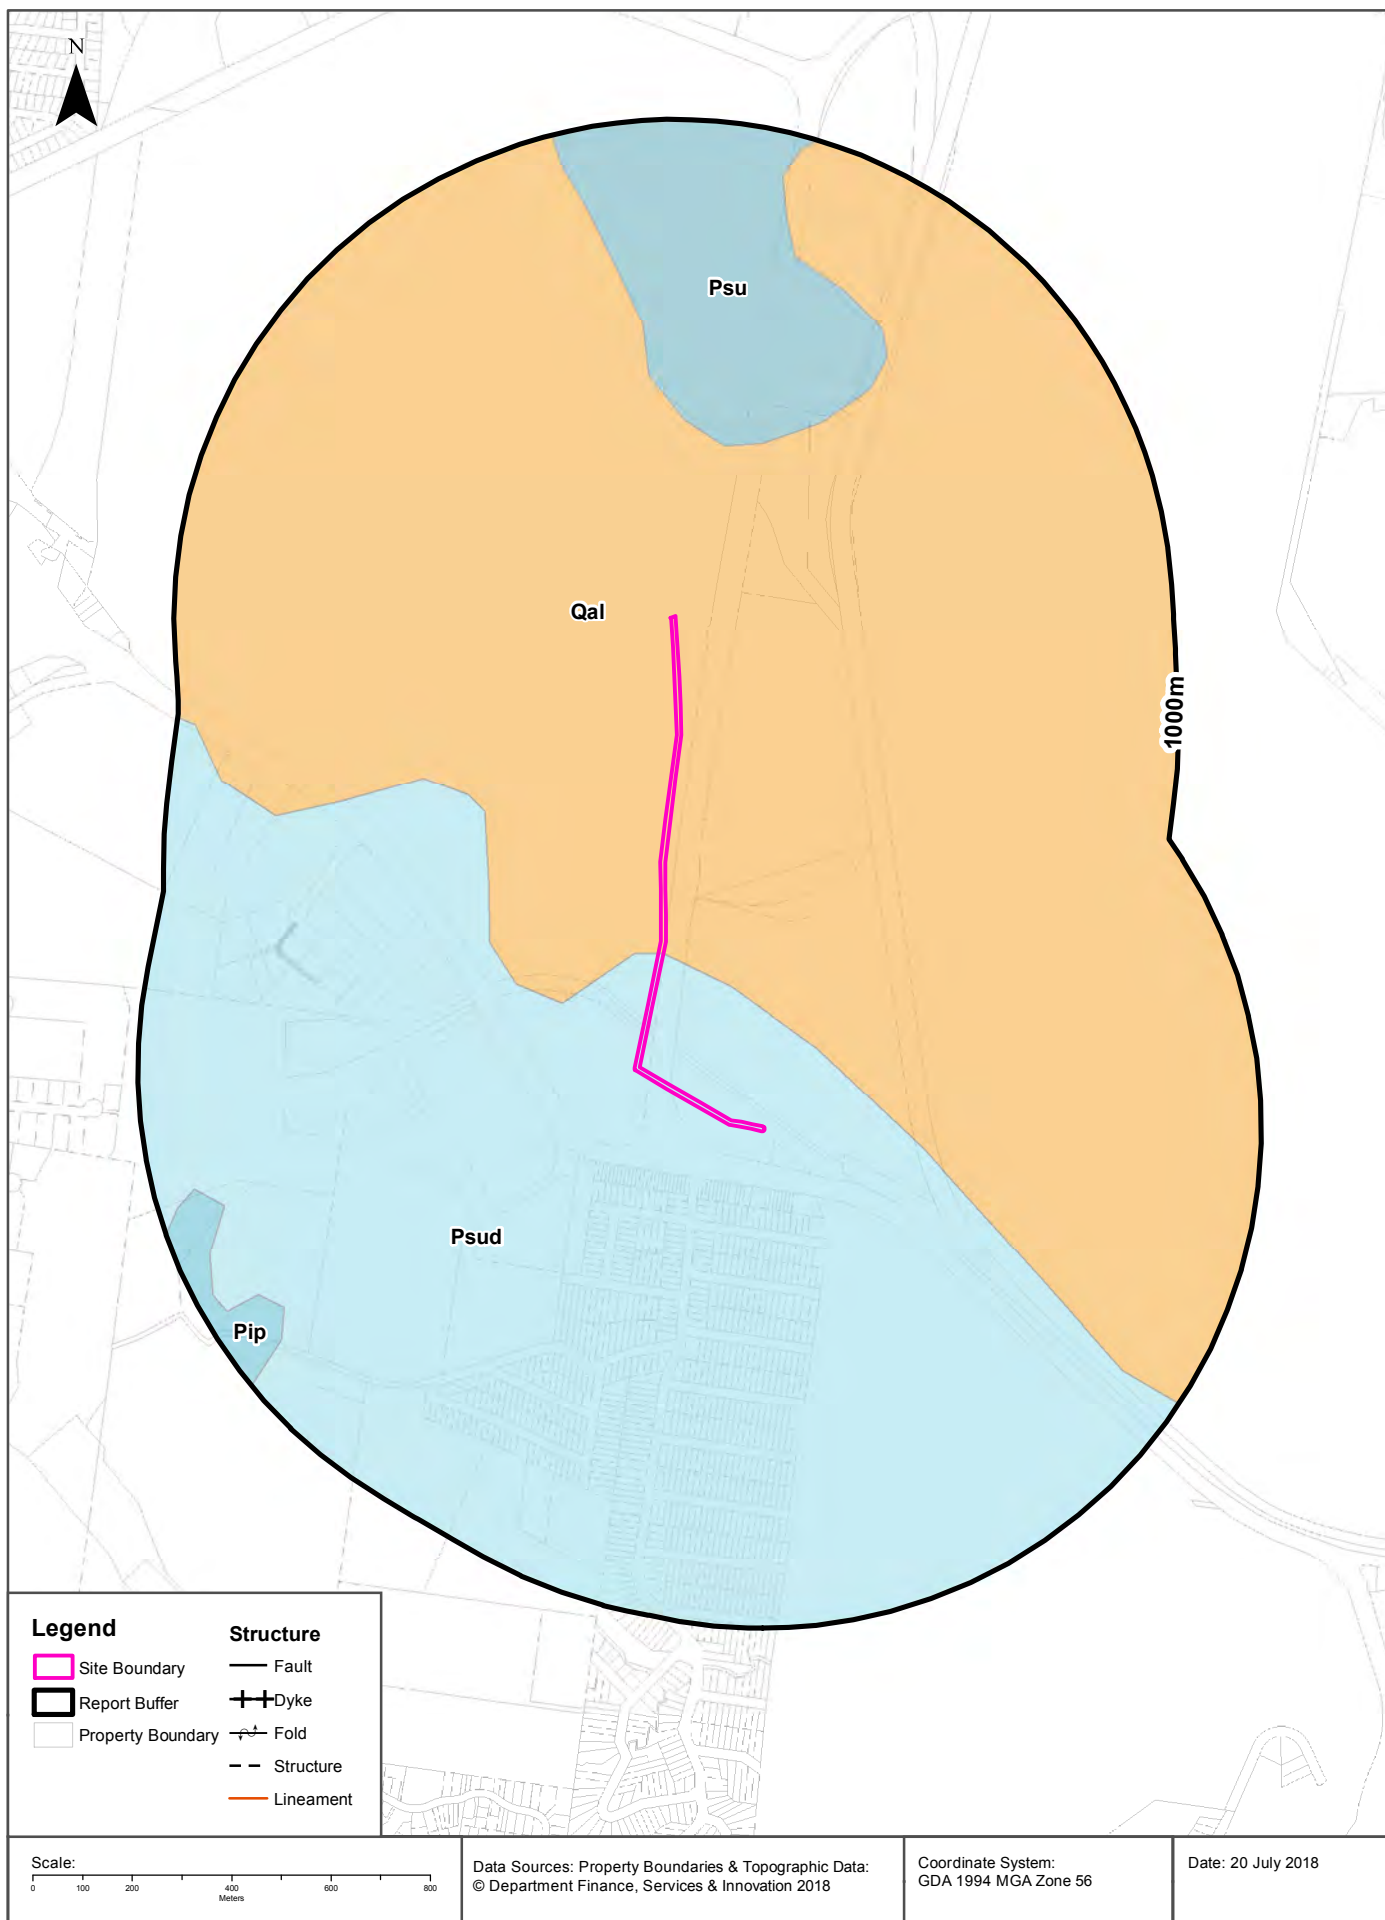 N
Psu
Qal
1000m
Psud
Pip
Legend
Site Boundary
Report Buffer
Property Boundary
Structure
Fault
Dyke
Fold
Structure
Lineament
Scale:
0 100 200 400 600 800
Meters
Data Sources: Property Boundaries & Topographic Data:
© Department Finance, Services & Innovation 2018
Coordinate System:
GDA 1994 MGA Zone 56
Date: 20 July 2018